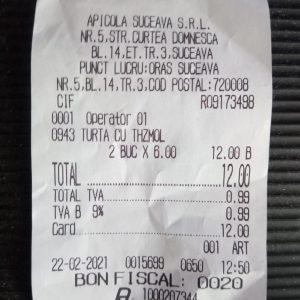 APICOLA SUCEAVA S.R.L.
NR.5,STR.CURTEA DOMNEASCA
BL.14,ET.TR.3,SUCEAVA
PUNCT LUCRU:ORAS SUCEAVA
NR.5,BL.14,TR.3,COD POSTAL:720008
CIF RO9173498
0001 Operator 01
0943 TURTA CU THZMOL
2 BUC X 6.00 12.00 B
TOTAL 12.00
TOTAL TVA 0.99
TVA B 9% 0.99
Card 12.00
001 ART
22-02-2021 0015699 0650 12:50
BON FISCAL: 0020
1000207344